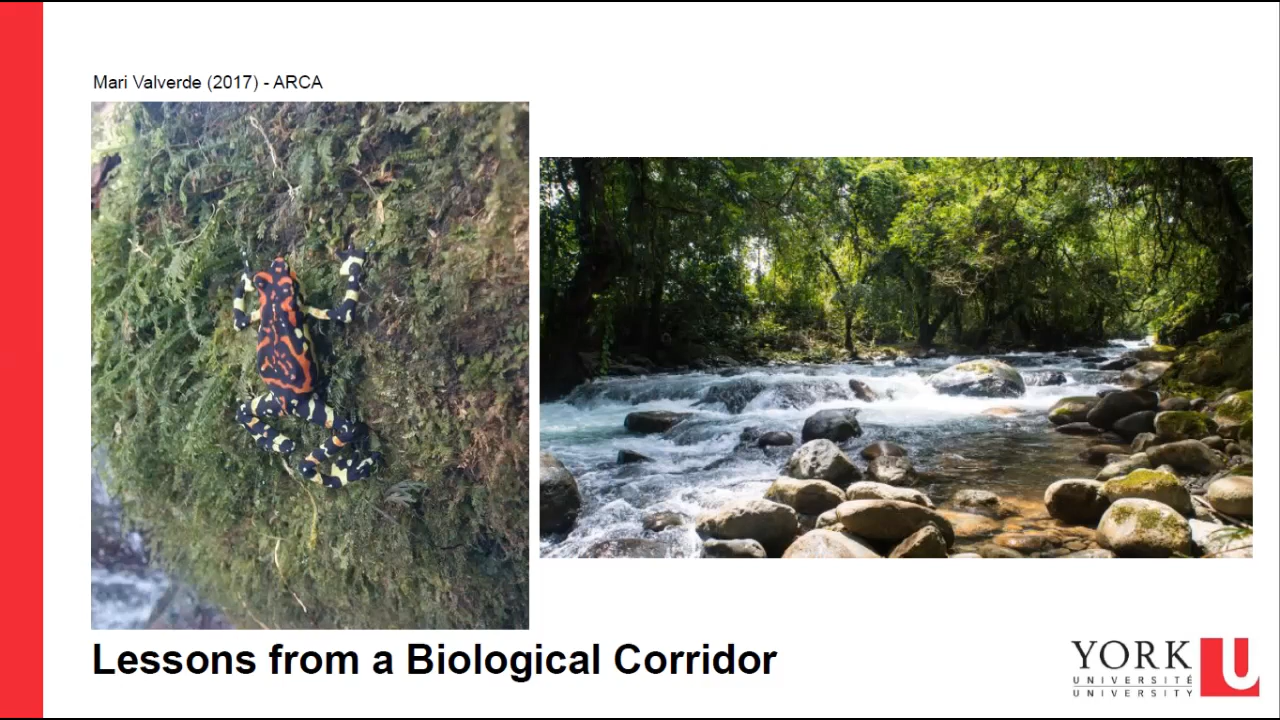 Mari Valverde (2017) - ARCA
Lessons from a Biological Corridor
YORK U
UNIVERSITÉ
UNIVERSITY